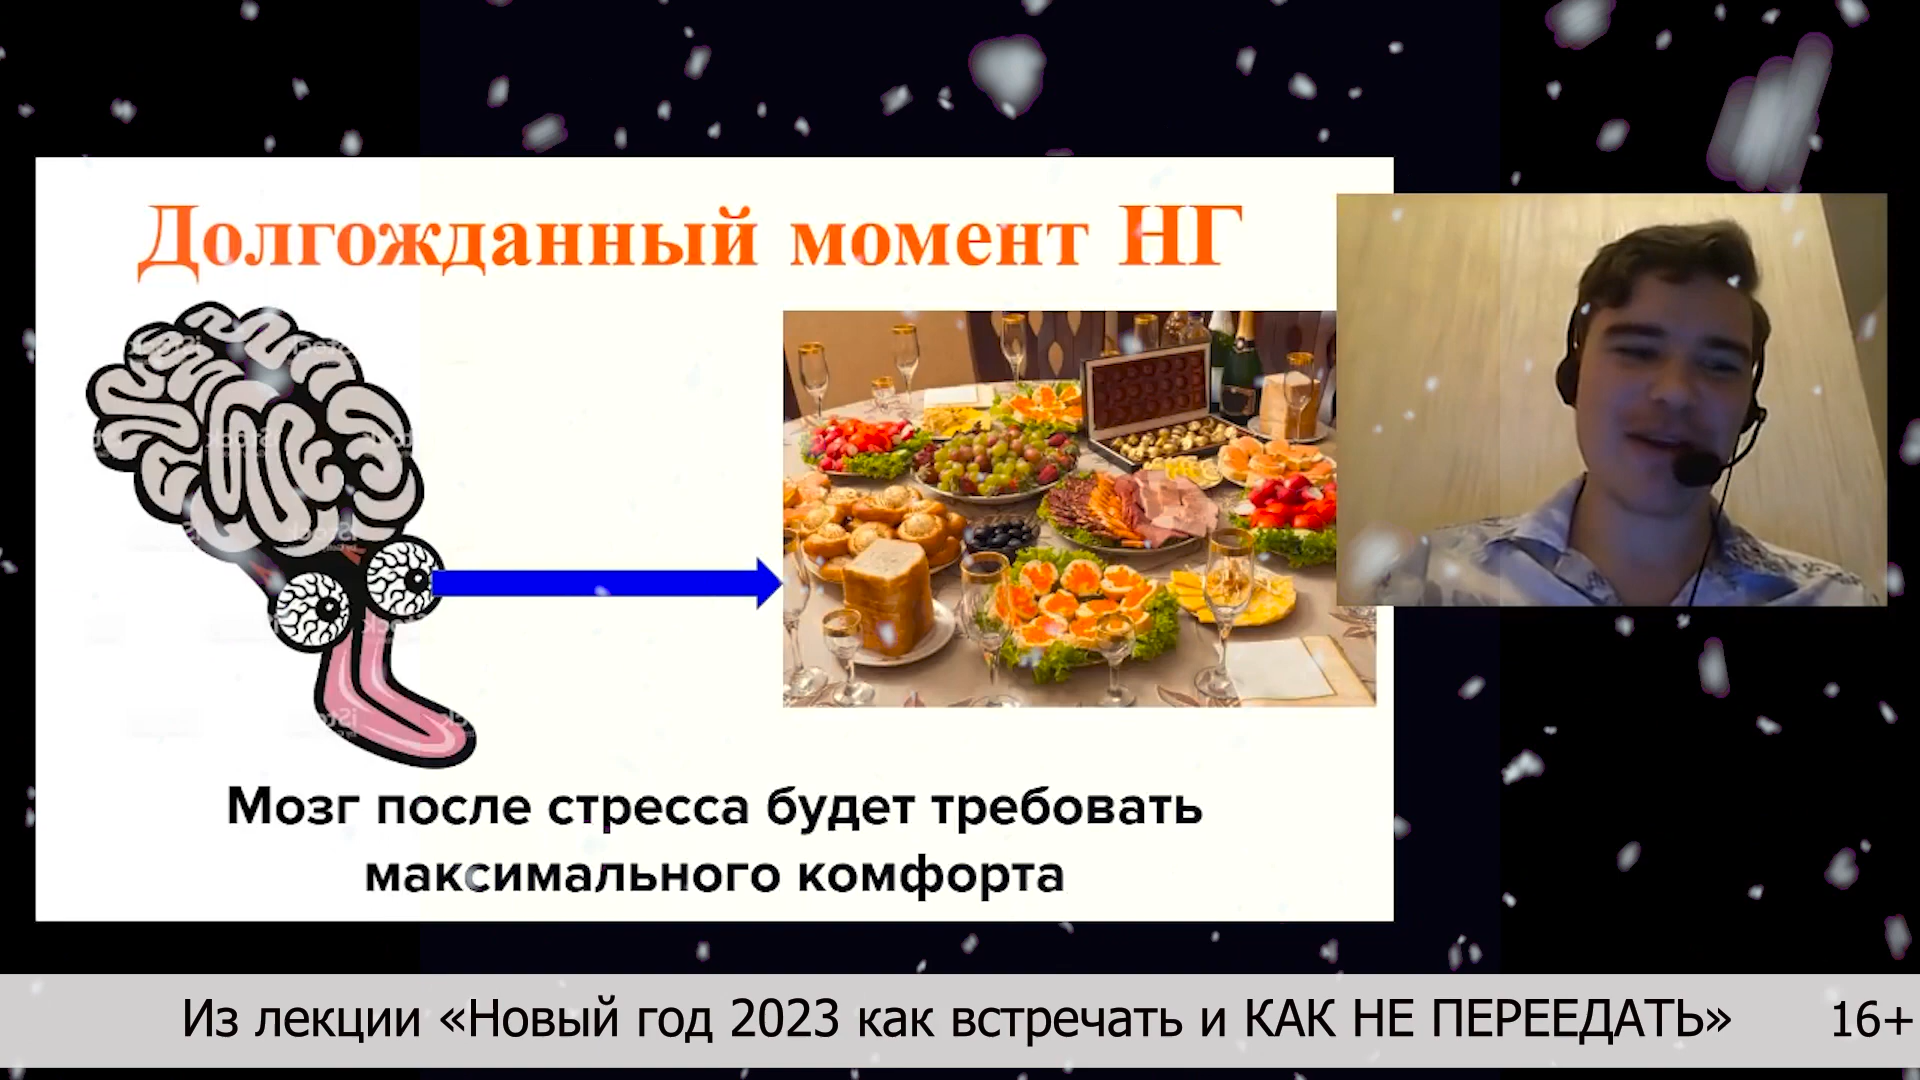 Долгожданный момент НГ
Мозг после стресса будет требовать
максимального комфорта
Из лекции «Новый год 2023 как встречать и КАК НЕ ПЕРЕЕДАТЬ»
16+